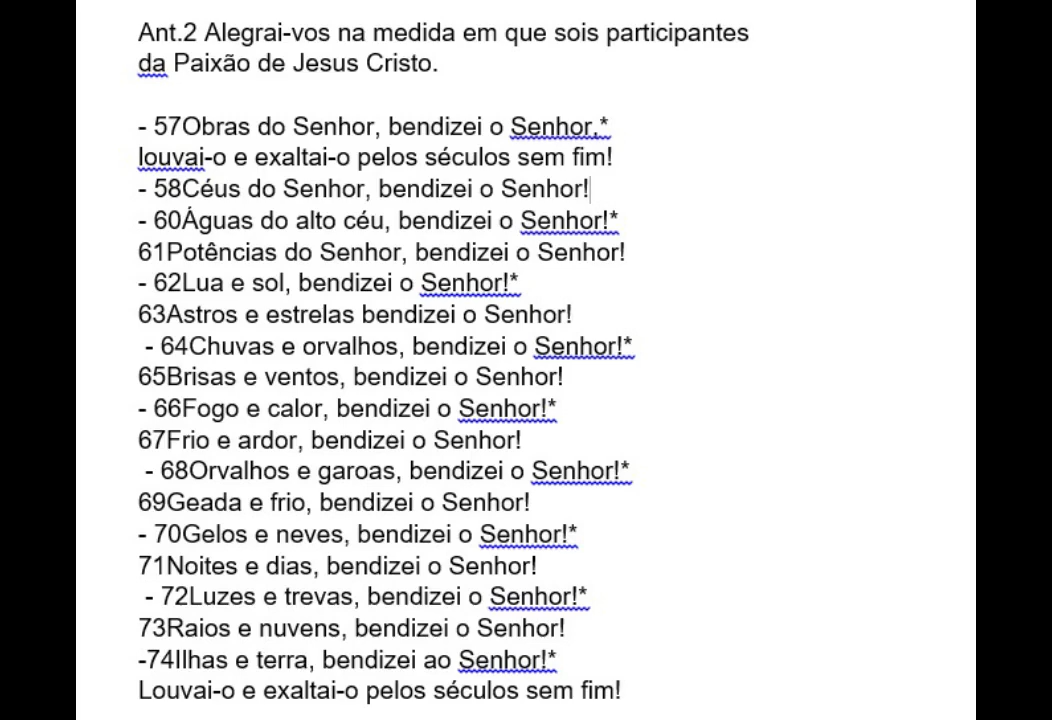 Ant.2 Alegrai-vos na medida em que sois participantes
da Paixão de Jesus Cristo.
- 57Obras do Senhor, bendizei o Senhor,*
louvai-o e exaltai-o pelos séculos sem fim!
- 58Céus do Senhor, bendizei o Senhor!
- 60Águas do alto céu, bendizei o Senhor!*
61Potências do Senhor, bendizei o Senhor!
- 62Lua e sol, bendizei o Senhor!*
63Astros e estrelas bendizei o Senhor!
- 64Chuvas e orvalhos, bendizei o Senhor!*
65Brisas e ventos, bendizei o Senhor!
- 66Fogo e calor, bendizei o Senhor!*
67Frio e ardor, bendizei o Senhor!
- 68Orvalhos e garoas, bendizei o Senhor!*
69Geada e frio, bendizei o Senhor!
- 70Gelos e neves, bendizei o Senhor!*
71Noites e dias, bendizei o Senhor!
- 72Luzes e trevas, bendizei o Senhor!*
73Raios e nuvens, bendizei o Senhor!
-74Ilhas e terra, bendizei ao Senhor!*
Louvai-o e exaltai-o pelos séculos sem fim!